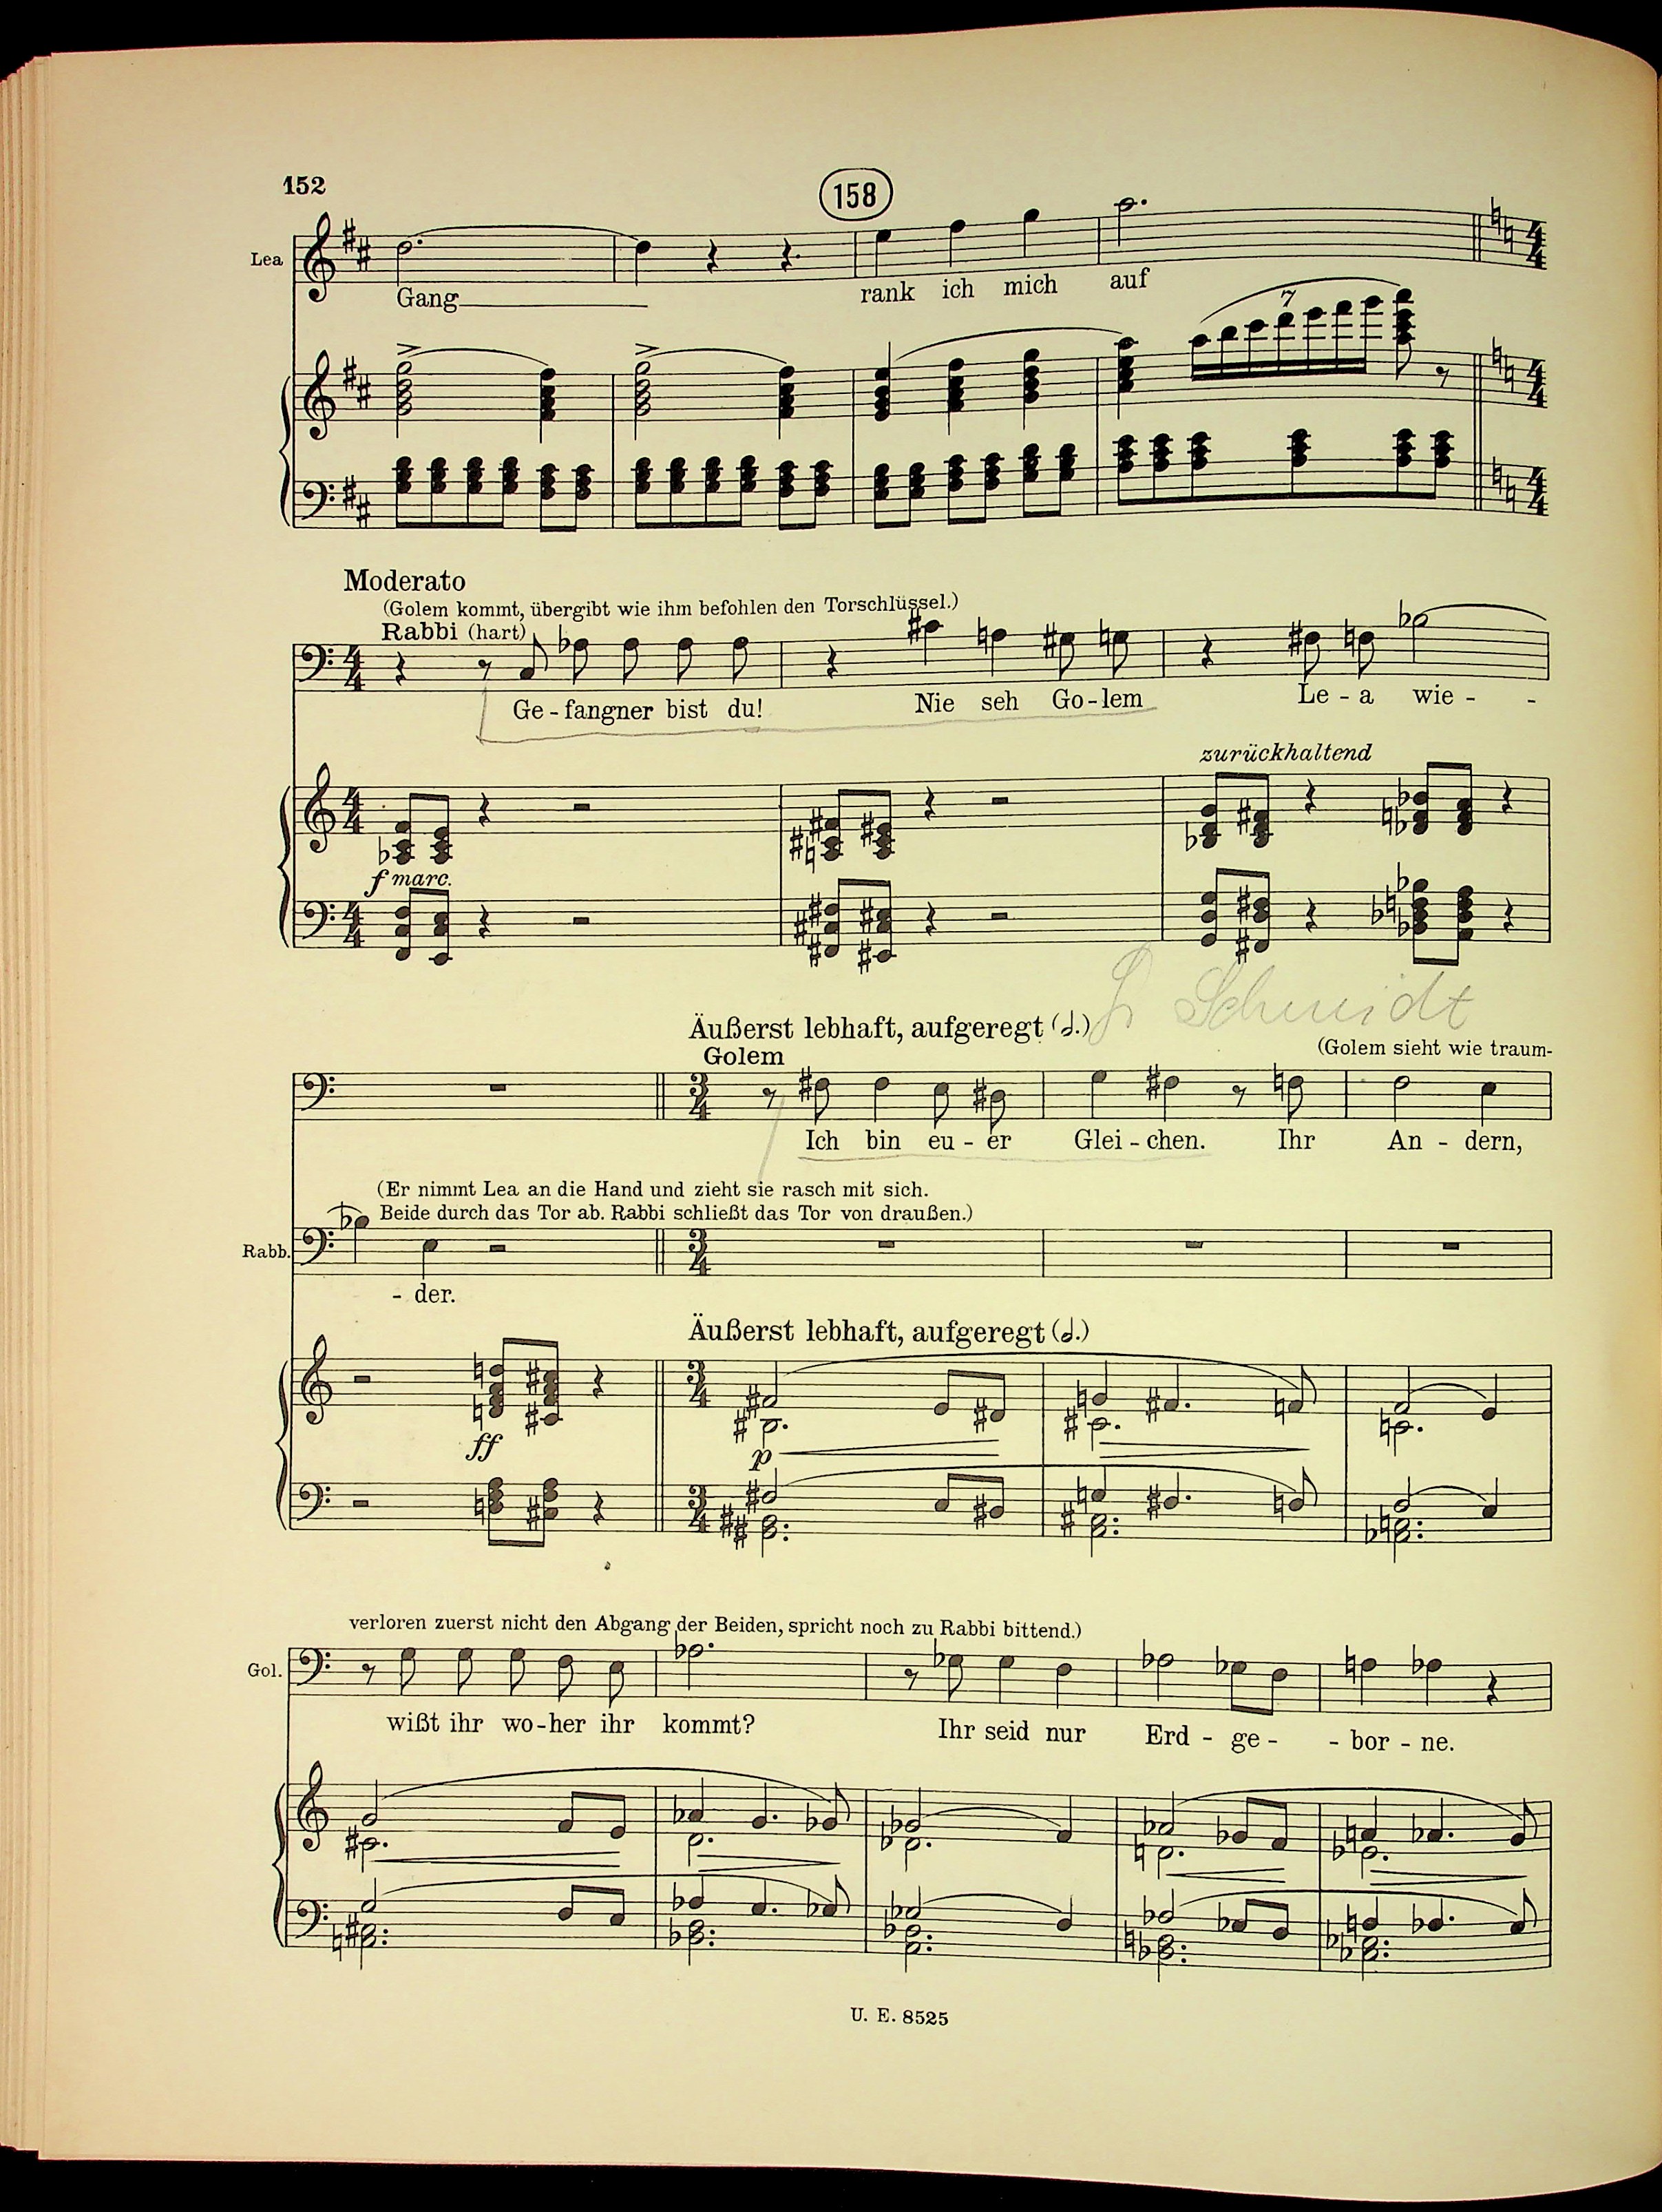 152
158
Lea
Gang rank ich mich auf
7
Moderato
(Golem kommt, übergibt wie ihm befohlen den Torschlüssel.)
Rabbi (hart)
4 4
Ge-fangner bist du! Nie seh Go-lem Le-a wie-
zurückhaltend
f marc.
Schmidt
Äußerst lebhaft, aufgeregt (𝅗𝅥.)
Golem
(Golem sieht wie traum-
3 4
Ich bin eu-er Glei-chen. Ihr An-dern,
(Er nimmt Lea an die Hand und zieht sie rasch mit sich.
Beide durch das Tor ab. Rabbi schließt das Tor von draußen.)
Rabb.
-der.
Äußerst lebhaft, aufgeregt (𝅗𝅥.)
ff
p
verloren zuerst nicht den Abgang der Beiden, spricht noch zu Rabbi bittend.)
Gol.
wißt ihr wo-her ihr kommt? Ihr seid nur Erd-ge-bor-ne.
U. E. 8525